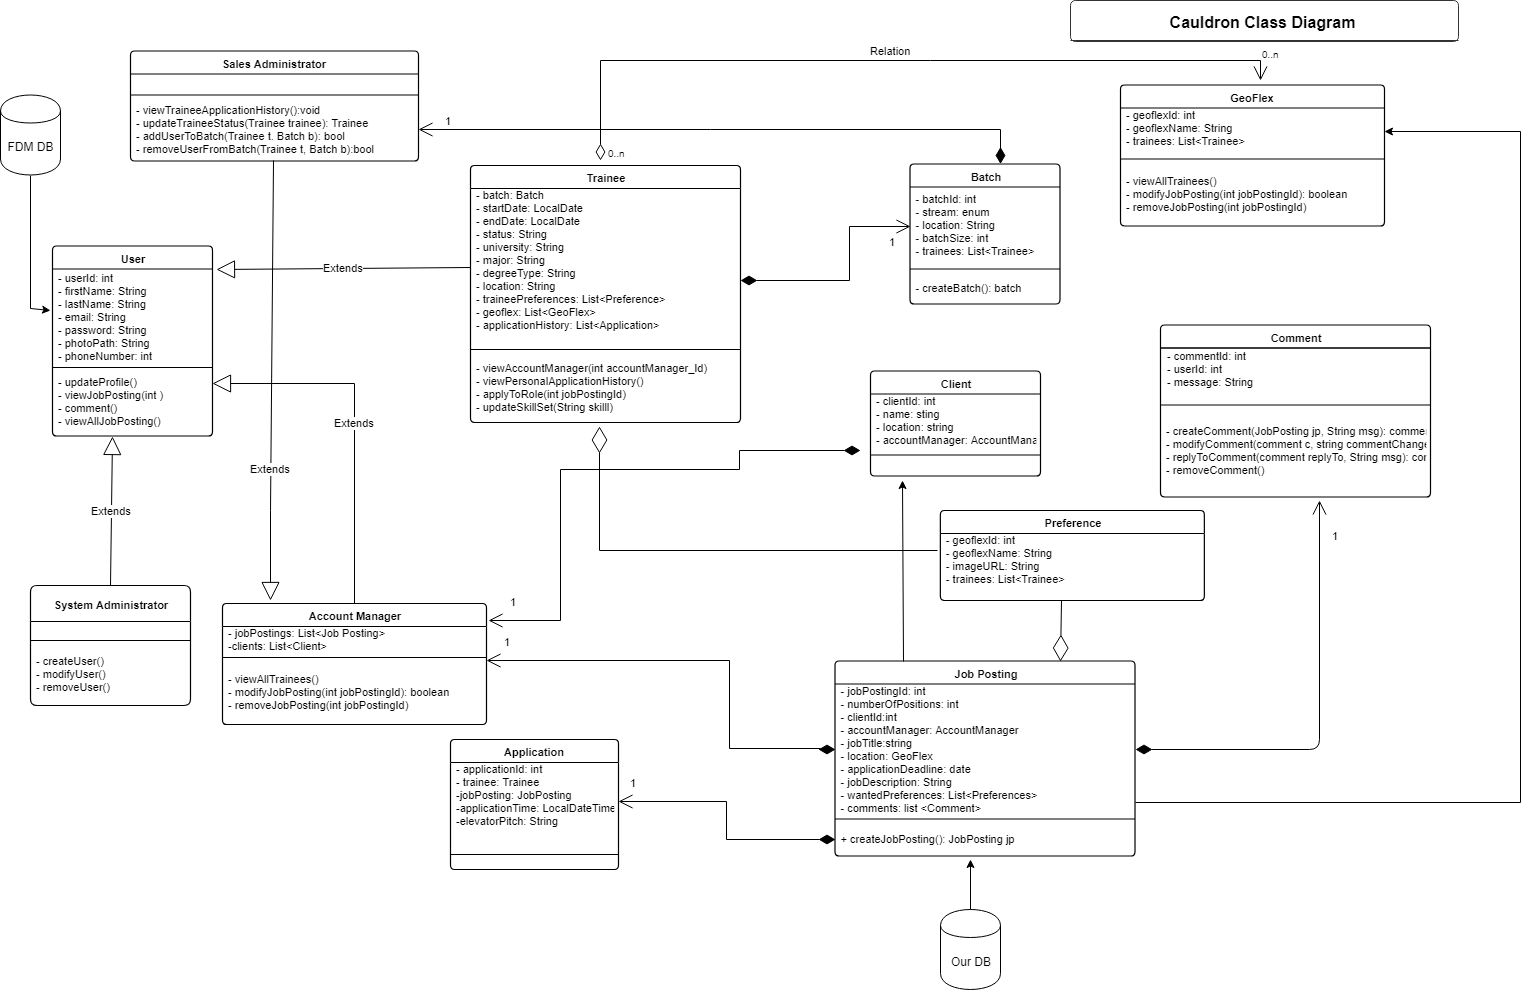 Cauldron Class Diagram
Relation
0..n
Sales Administrator
- viewTraineeApplicationHistory():void
- updateTraineeStatus(Trainee trainee): Trainee
- addUserToBatch(Trainee t. Batch b): bool
- removeUserFromBatch(Trainee t, Batch b):bool
1
GeoFlex
- geoflexId: int
- geoflexName: String
- trainees: List<Trainee>
- viewAllTrainees()
- modifyJobPosting(int jobPostingId): boolean
- removeJobPosting(int jobPostingId)
FDM DB
0..n
Trainee
- batch: Batch
- startDate: LocalDate
- endDate: LocalDate
- status: String
- university: String
- major: String
- degreeType: String
- location: String
- traineePreferences: List<Preference>
- geoflex: List<GeoFlex>
- applicationHistory: List<Application>
- viewAccountManager(int accountManager_Id)
- viewPersonalApplicationHistory()
- applyToRole(int jobPostingId)
- updateSkillSet(String skilll)
Batch
- batchId: int
- stream: enum
- location: String
- batchSize: int
- trainees: List<Trainee>
- createBatch(): batch
1
User
- userId: int
- firstName: String
- lastName: String
- email: String
- password: String
- photoPath: String
- phoneNumber: int
- updateProfile()
- viewJobPosting(int )
- comment()
- viewAllJobPosting()
Extends
Extends
Extends
Extends
Comment
- commentId: int
- userId: int
- message: String
- createComment(JobPosting jp, String msg): comme
- modifyComment(comment c, string commentChange
- replyToComment(comment replyTo, String msg): cor
- removeComment()
Client
- clientId: int
- name: sting
- location: string
- accountManager: AccountMana
Preference
- geoflexId: int
- geoflexName: String
- imageURL: String
- trainees: List<Trainee>
1
System Administrator
- createUser()
- modifyUser()
- removeUser()
1
1
Account Manager
- jobPostings: List<Job Posting>
-clients: List<Client>
- viewAllTrainees()
- modifyJobPosting(int jobPostingId): boolean
- removeJobPosting(int jobPostingId)
Job Posting
- jobPostingId: int
- numberOfPositions: int
- clientId:int
- accountManager: AccountManager
- jobTitle:string
- location: GeoFlex
- applicationDeadline: date
- jobDescription: String
- wantedPreferences: List<Preferences>
- comments: list <Comment>
+ createJobPosting(): JobPosting jp
Application
- applicationId: int
- trainee: Trainee
-jobPosting: JobPosting
-applicationTime: LocalDateTime
-elevatorPitch: String
1
Our DB